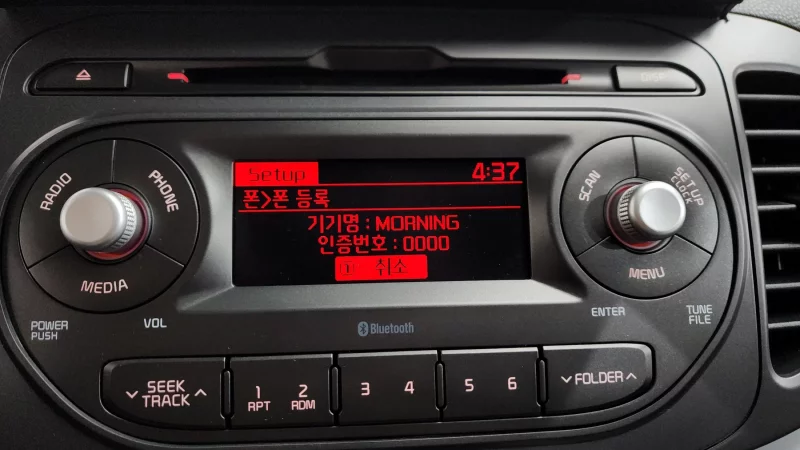 DISP
Setup 4:37
폰>폰 등록
기기명 : MORNING
인증번호 : 0000
① 취소
RADIO
PHONE
MEDIA
POWER
PUSH
VOL
SCAN
SETUP
CLOCK
MENU
ENTER
TUNE
FILE
Bluetooth
SEEK
TRACK
1
RPT
2
RDM
3
4
5
6
FOLDER